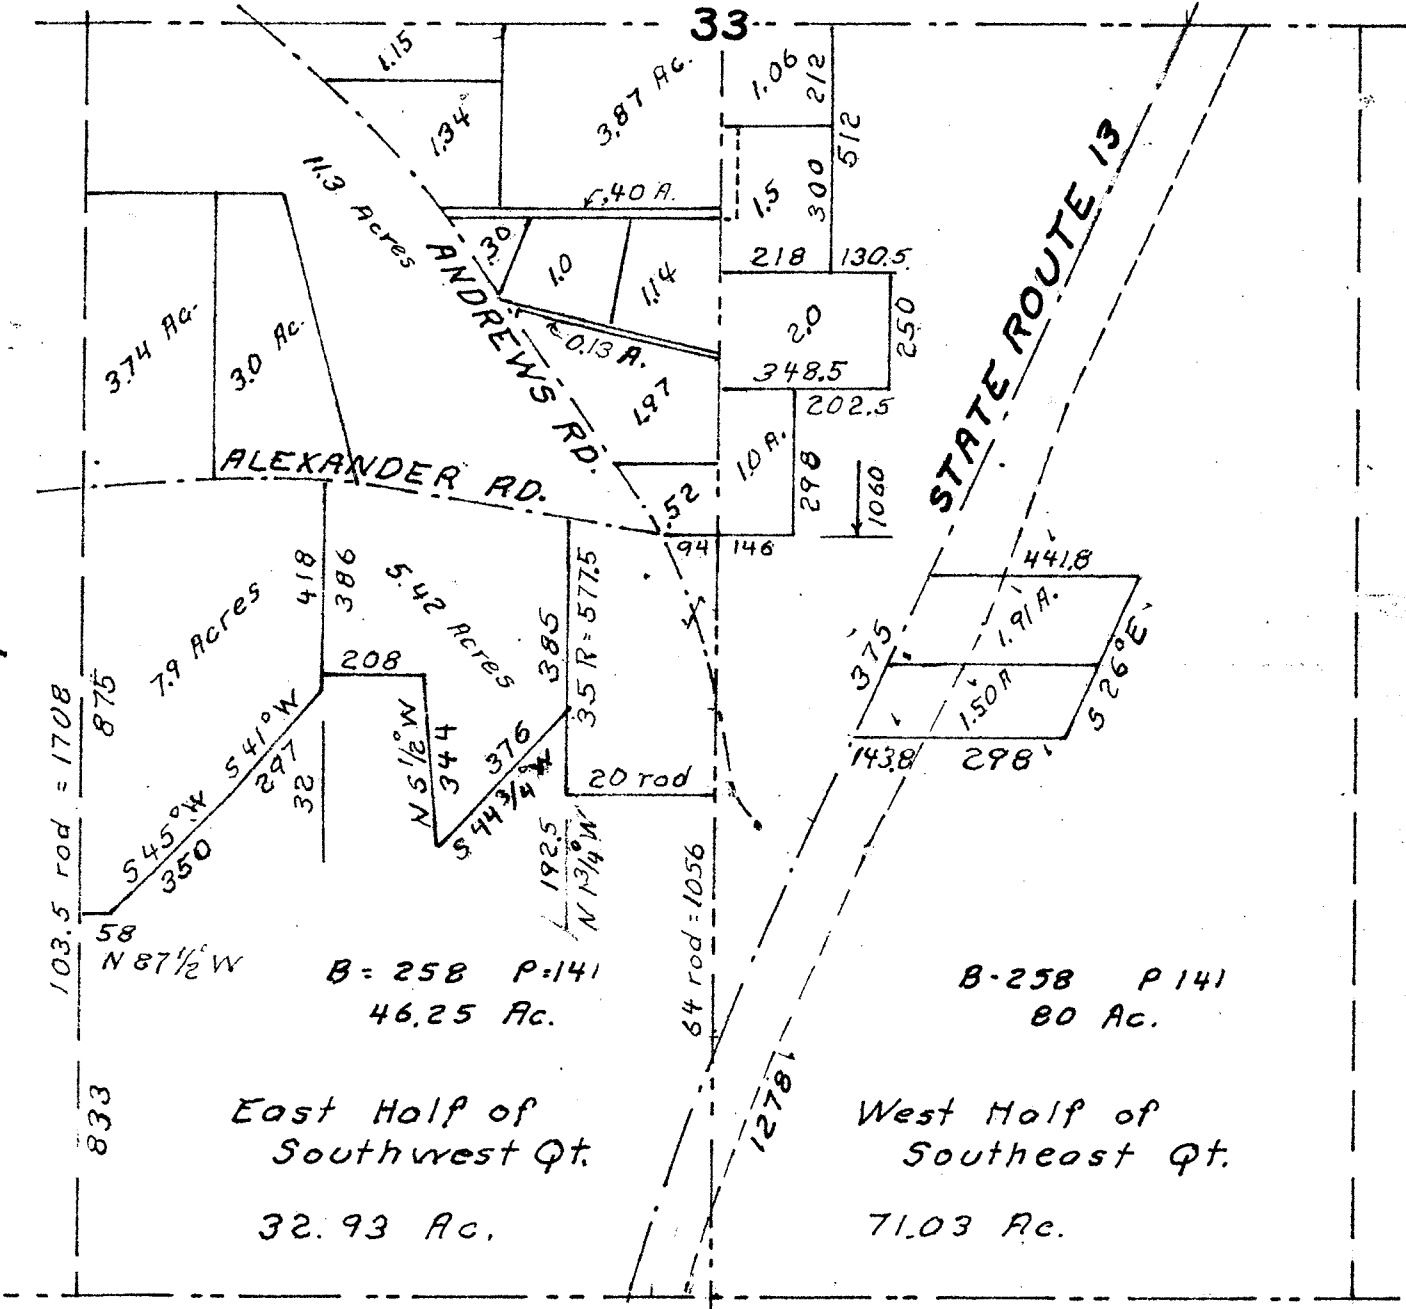 33
1.15
1.34
3.87 Ac.
1.06
212
512
300
1.5
.40 A.
11.3 Acres
.30
1.0
1.14
218
130.5
2.0
250
348.5
202.5
0.13 A.
1.97
ANDREWS RD.
STATE ROUTE 13
3.74 Ac.
3.0 Ac.
ALEXANDER RD.
.52
1.0 A.
298
1060
94
146
441.8
1.91 A.
375
1.50 A
S 26° E
143.8
298
418
386
5.42 Acres
385
35 R = 577.5
7.9 Acres
208
875
103.5 rod = 1708
S 41° W
297
32
N 5 1/2° W
344
376
S 44 3/4° W
20 rod
S 45° W
350
192.5
N 1 3/4° W
58
N 87 1/2° W
64 rod = 1056
B = 258 P = 141
46.25 Ac.
B - 258 P 141
80 Ac.
833
1278
East Half of
Southwest Qt.
West Half of
Southeast Qt.
32.93 Ac.
71.03 Ac.